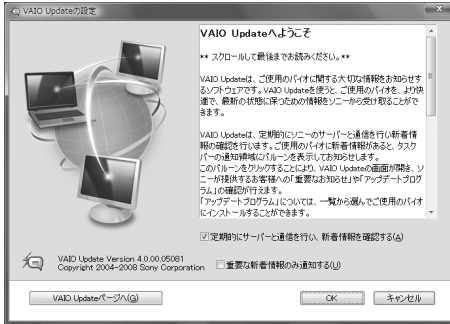 VAIO Updateの設定
VAIO Updateへようこそ
** スクロールして最後までお読みください。**
VAIO Updateは、ご使用のバイオに関する大切な情報をお知らせす
るソフトウェアです。VAIO Updateを使うと、ご使用のバイオを、より快
適で、最新の状態に保つための情報をソニーから受け取ることがで
きます。
VAIO Updateは、定期的にソニーのサーバーと通信を行い新着情
報の確認を行います。ご使用のバイオに新着情報があると、タスク
バーの通知領域にバルーンを表示してお知らせします。
このバルーンをクリックすることにより、VAIO Updateの画面が開き、ソ
ニーが提供するお客様への「重要なお知らせ」や「アップデートプログ
ラム」の確認が行えます。
「アップデートプログラム」については、一覧から選んでご使用のバイオ
にインストールすることができます。
定期的にサーバーと通信を行い、新着情報を確認する(A)
VAIO Update Version 4.0.00.05081
Copyright 2004-2008 Sony Corporation
重要な新着情報のみ通知する(U)
VAIO Updateページへ(G)
OK
キャンセル